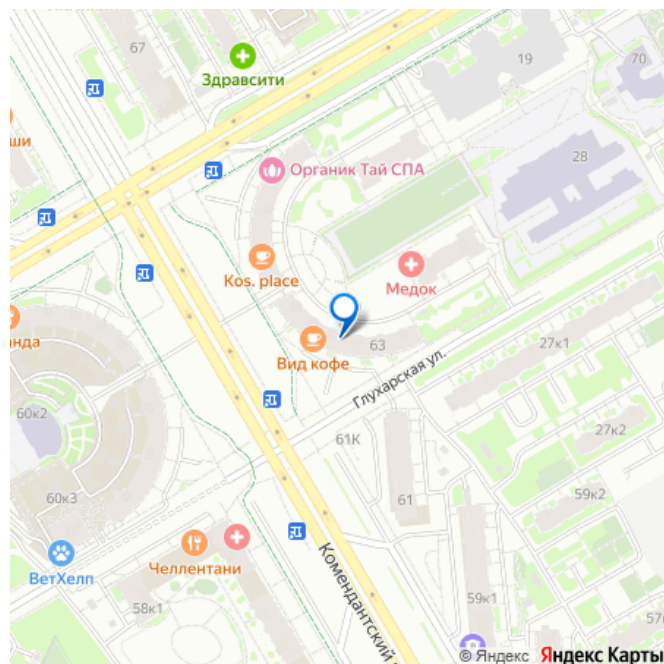 67
Здравсити
19
70
ши
Органик Тай СПА
28
Kos. place
Медок
нда
Вид кофе
63
27к1
Глухарская ул.
60к2
61К
27к2
60к3
61
59к2
ВетХелп
Челлентани
58к1
Комендантский
59к1
57
© Яндекс Яндекс Карты